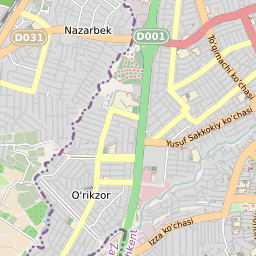 Nazarbek
D031
D001
To'qimachi ko'chasi
Yusuf Sakkokiy ko'chasi
O'rikzor
Izza ko'chasi